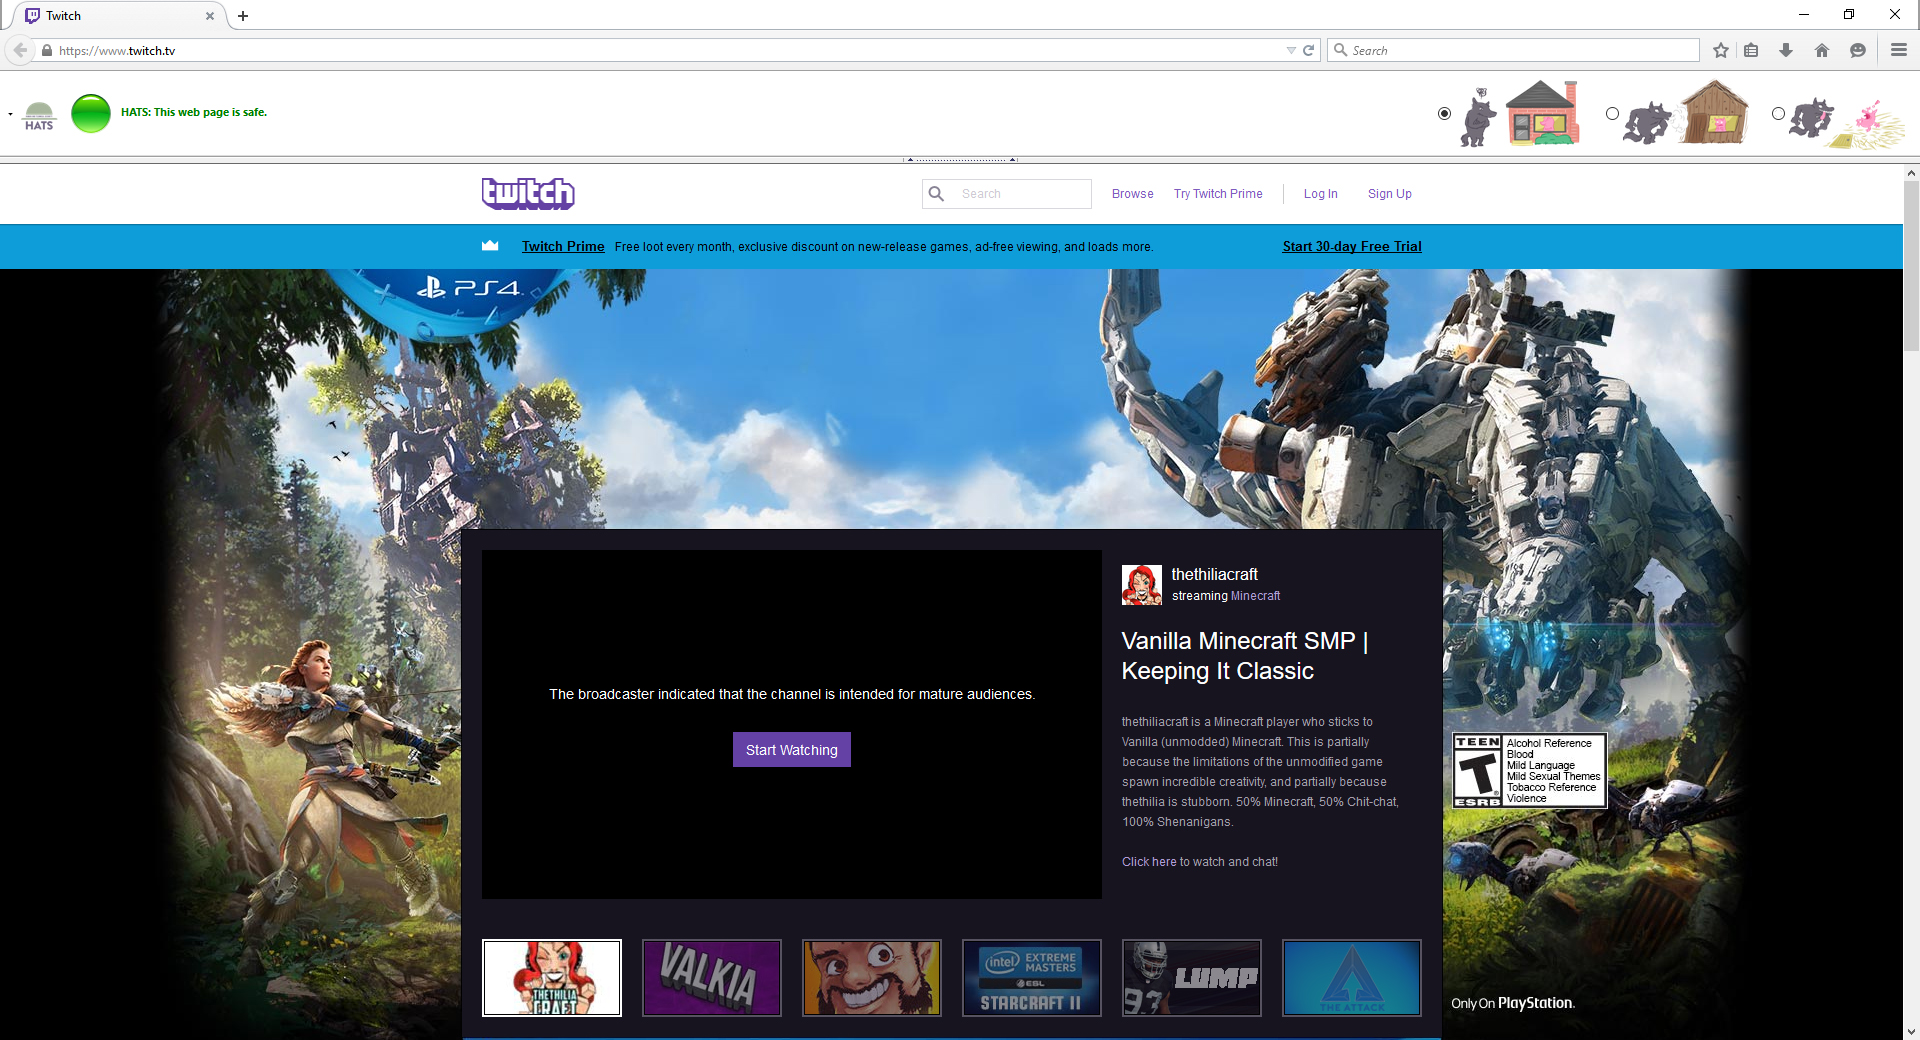 Twitch
https://www.twitch.tv
Search
HATS
HATS: This web page is safe.
twitch
Search
Browse
Try Twitch Prime
Log In
Sign Up
Twitch Prime
Free loot every month, exclusive discount on new-release games, ad-free viewing, and loads more.
Start 30-day Free Trial
PS4
thethiliacraft
streaming Minecraft
Vanilla Minecraft SMP |
Keeping It Classic
The broadcaster indicated that the channel is intended for mature audiences.
Start Watching
thethiliacraft is a Minecraft player who sticks to
Vanilla (unmodded) Minecraft. This is partially
because the limitations of the unmodified game
spawn incredible creativity, and partially because
thethilia is stubborn. 50% Minecraft, 50% Chit-chat,
100% Shenanigans.
Click here to watch and chat!
TEEN
T
ESRB
Alcohol Reference
Blood
Mild Language
Mild Sexual Themes
Tobacco Reference
Violence
THETHILIA
CRAFT
VALKIA
intel EXTREME
MASTERS
ESL
STARCRAFT II
93
LUMP
THE ATTACK
Only On PlayStation.